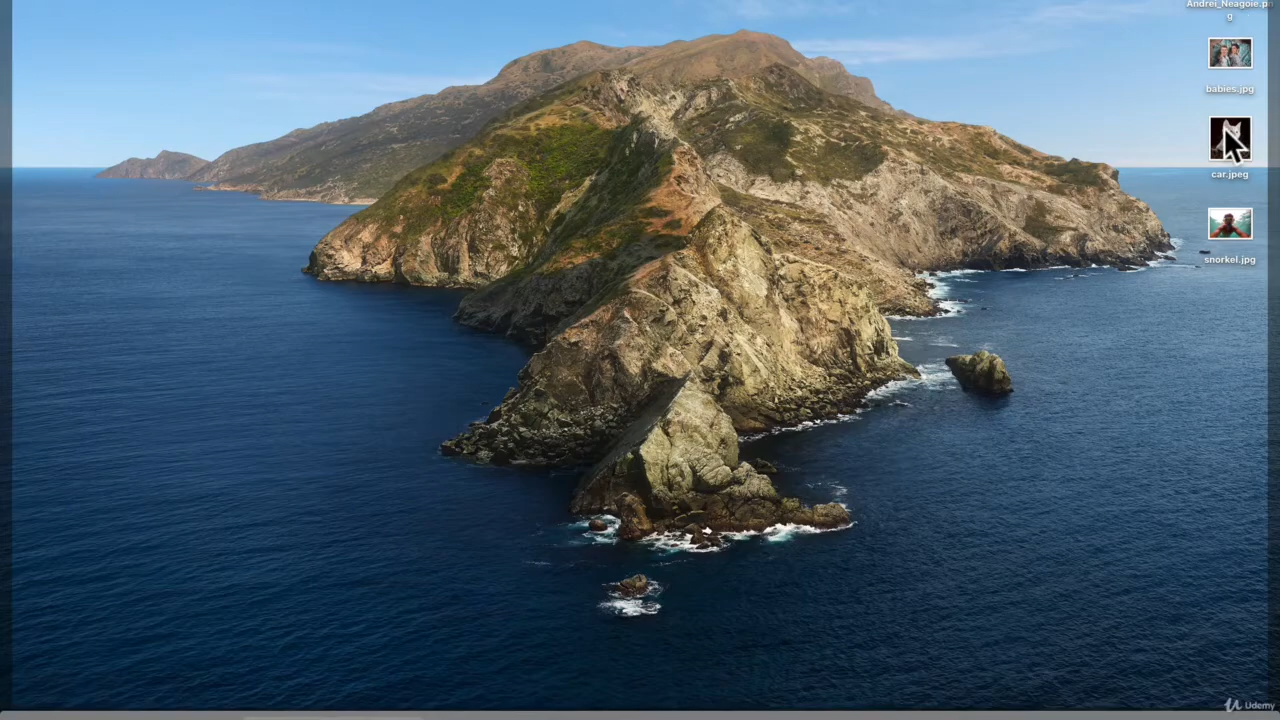 Andrei_Neagoie.pn
g
babies.jpg
car.jpeg
snorkel.jpg
Udemy